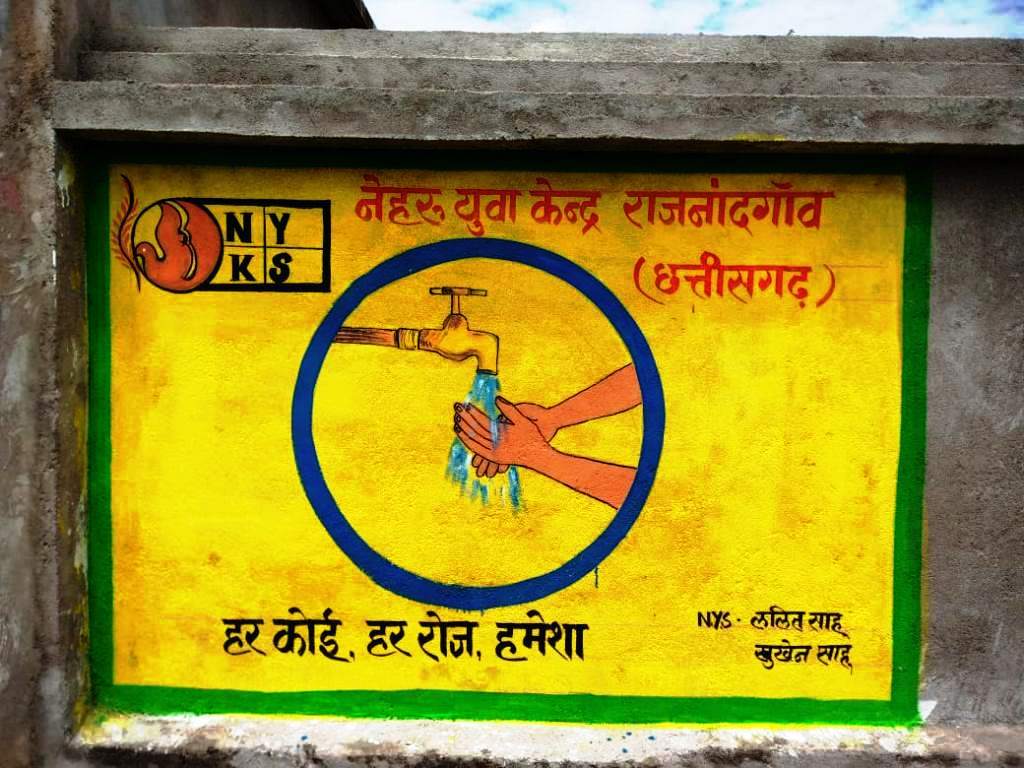 NY
KS
नेहरू युवा केन्द्र राजनांदगॉव
(छत्तीसगढ़)
हर कोई, हर रोज, हमेशा
NYS - ललित साहू
खुखेन साहू